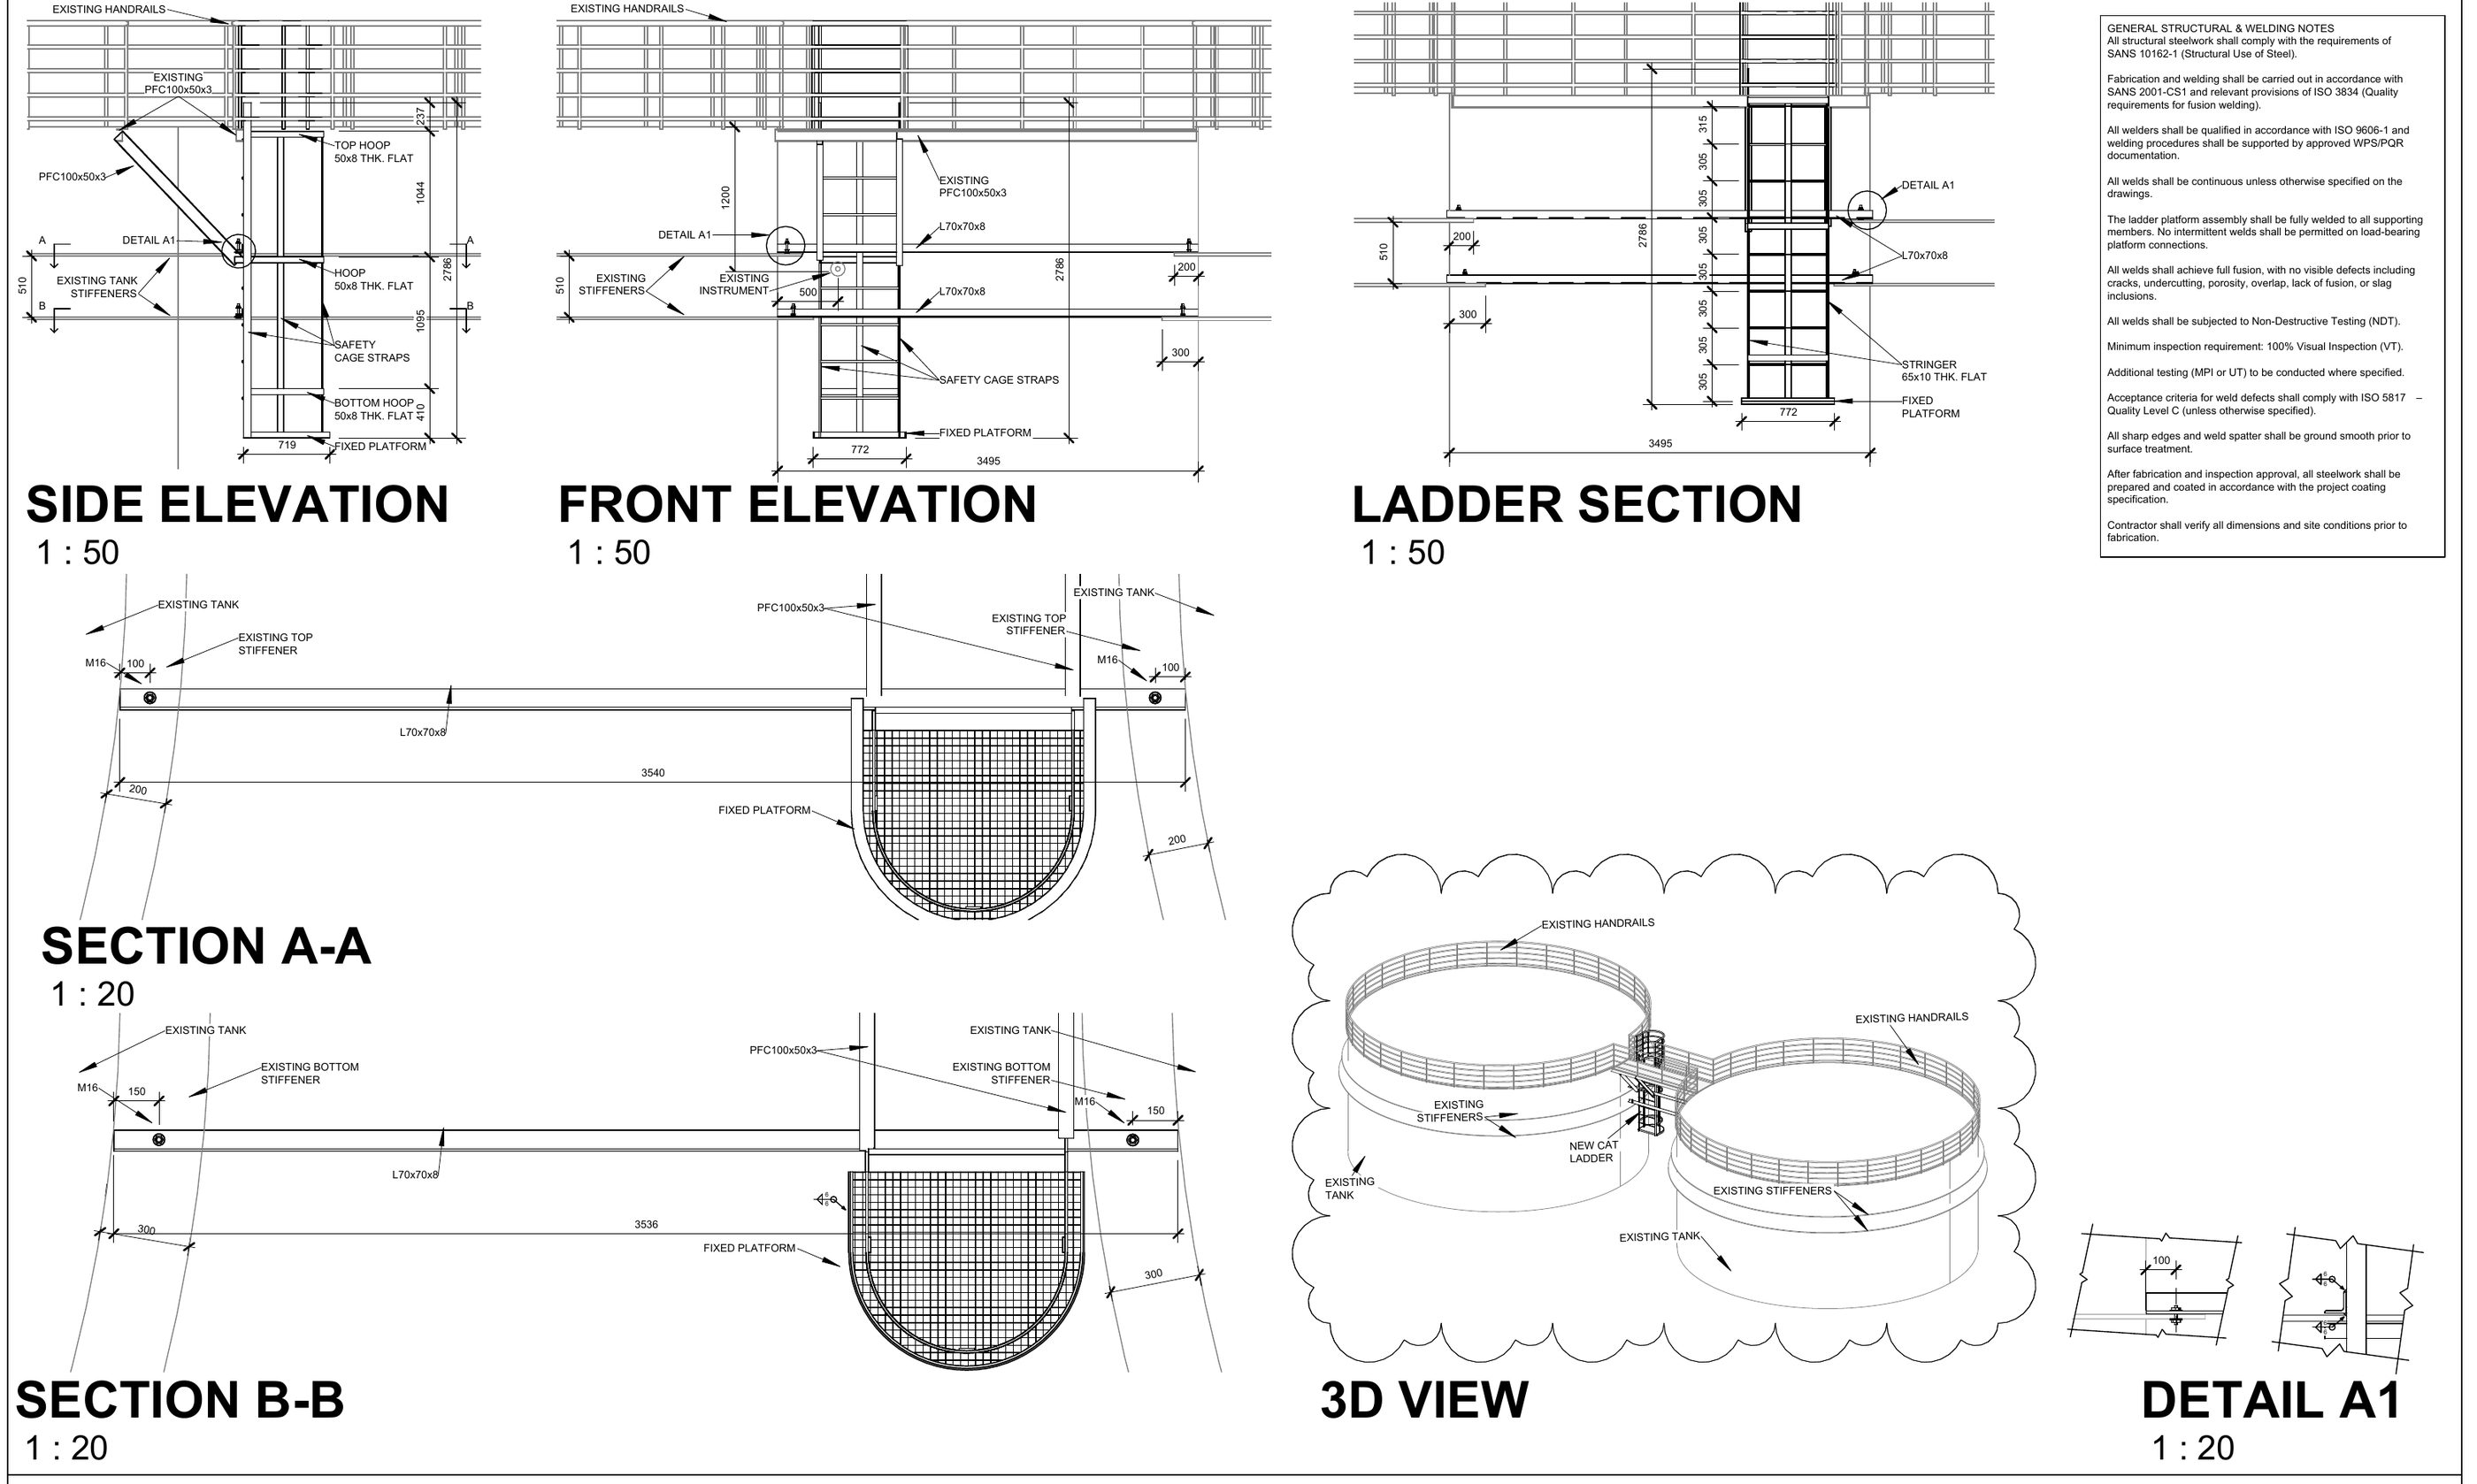 EXISTING HANDRAILS
EXISTING
PFC100x50x3
PFC100x50x3
237
TOP HOOP
50x8 THK. FLAT
1044
A
DETAIL A1
A
EXISTING TANK
STIFFENERS
510
HOOP
50x8 THK. FLAT
2786
B
B
1095
SAFETY
CAGE STRAPS
BOTTOM HOOP
50x8 THK. FLAT
410
719
FIXED PLATFORM
SIDE ELEVATION
1 : 50
EXISTING HANDRAILS
1200
EXISTING
PFC100x50x3
L70x70x8
DETAIL A1
EXISTING
STIFFENERS
510
EXISTING
INSTRUMENT
500
2786
200
L70x70x8
300
SAFETY CAGE STRAPS
FIXED PLATFORM
772
3495
FRONT ELEVATION
1 : 50
315
305
305
305
305
305
305
305
2786
DETAIL A1
510
200
L70x70x8
300
STRINGER
65x10 THK. FLAT
FIXED
PLATFORM
772
3495
LADDER SECTION
1 : 50
GENERAL STRUCTURAL & WELDING NOTES
All structural steelwork shall comply with the requirements of
SANS 10162-1 (Structural Use of Steel).
Fabrication and welding shall be carried out in accordance with
SANS 2001-CS1 and relevant provisions of ISO 3834 (Quality
requirements for fusion welding).
All welders shall be qualified in accordance with ISO 9606-1 and
welding procedures shall be supported by approved WPS/PQR
documentation.
All welds shall be continuous unless otherwise specified on the
drawings.
The ladder platform assembly shall be fully welded to all supporting
members. No intermittent welds shall be permitted on load-bearing
platform connections.
All welds shall achieve full fusion, with no visible defects including
cracks, undercutting, porosity, overlap, lack of fusion, or slag
inclusions.
All welds shall be subjected to Non-Destructive Testing (NDT).
Minimum inspection requirement: 100% Visual Inspection (VT).
Additional testing (MPI or UT) to be conducted where specified.
Acceptance criteria for weld defects shall comply with ISO 5817 –
Quality Level C (unless otherwise specified).
All sharp edges and weld spatter shall be ground smooth prior to
surface treatment.
After fabrication and inspection approval, all steelwork shall be
prepared and coated in accordance with the project coating
specification.
Contractor shall verify all dimensions and site conditions prior to
fabrication.
EXISTING TANK
EXISTING TOP
STIFFENER
M16
100
L70x70x8
PFC100x50x3
EXISTING TANK
EXISTING TOP
STIFFENER
M16
100
3540
200
FIXED PLATFORM
200
SECTION A-A
1 : 20
EXISTING TANK
EXISTING BOTTOM
STIFFENER
M16
150
L70x70x8
PFC100x50x3
EXISTING TANK
EXISTING BOTTOM
STIFFENER
M16
150
3536
300
FIXED PLATFORM
300
SECTION B-B
1 : 20
EXISTING HANDRAILS
EXISTING HANDRAILS
EXISTING
STIFFENERS
NEW CAT
LADDER
EXISTING
TANK
EXISTING STIFFENERS
EXISTING TANK
3D VIEW
100
DETAIL A1
1 : 20